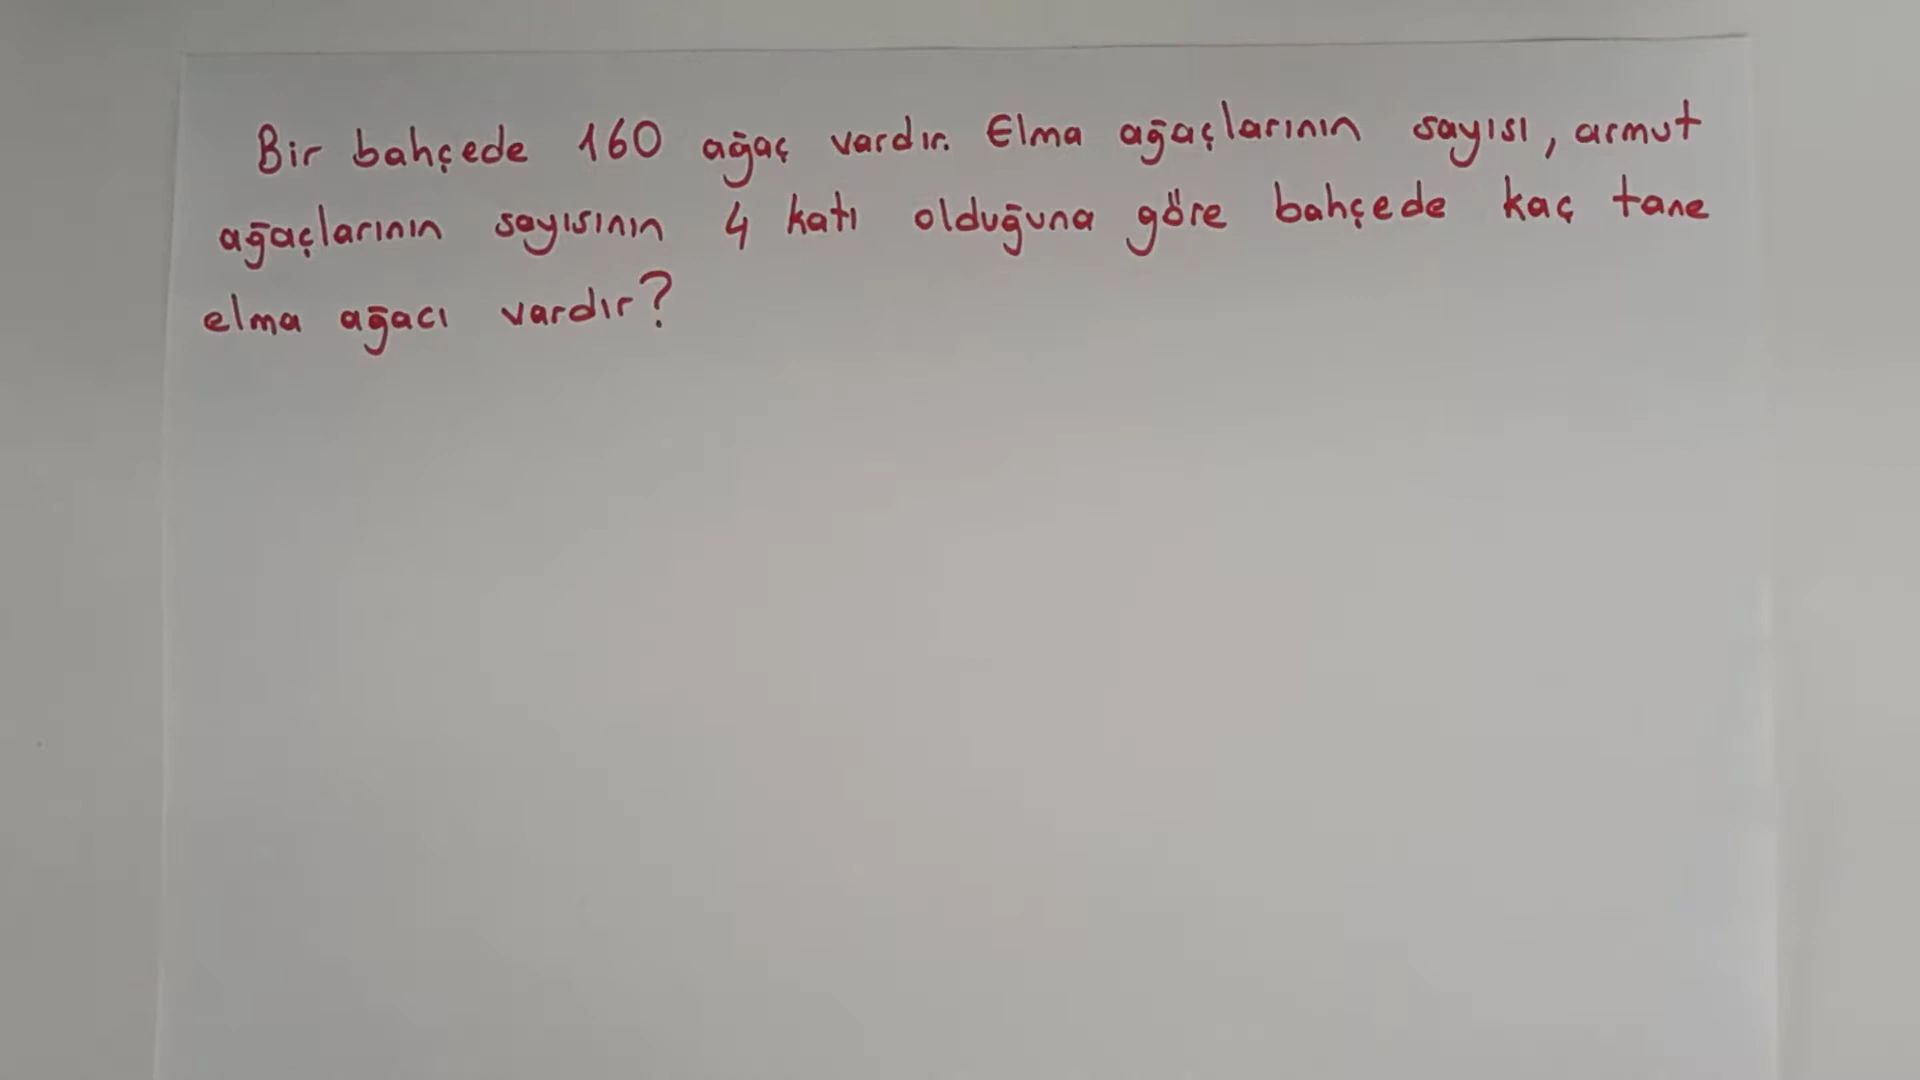 Bir bahçede 160 ağaç vardır. Elma ağaçlarının sayısı, armut
ağaçlarının sayısının 4 katı olduğuna göre bahçede kaç tane
elma ağacı vardır?